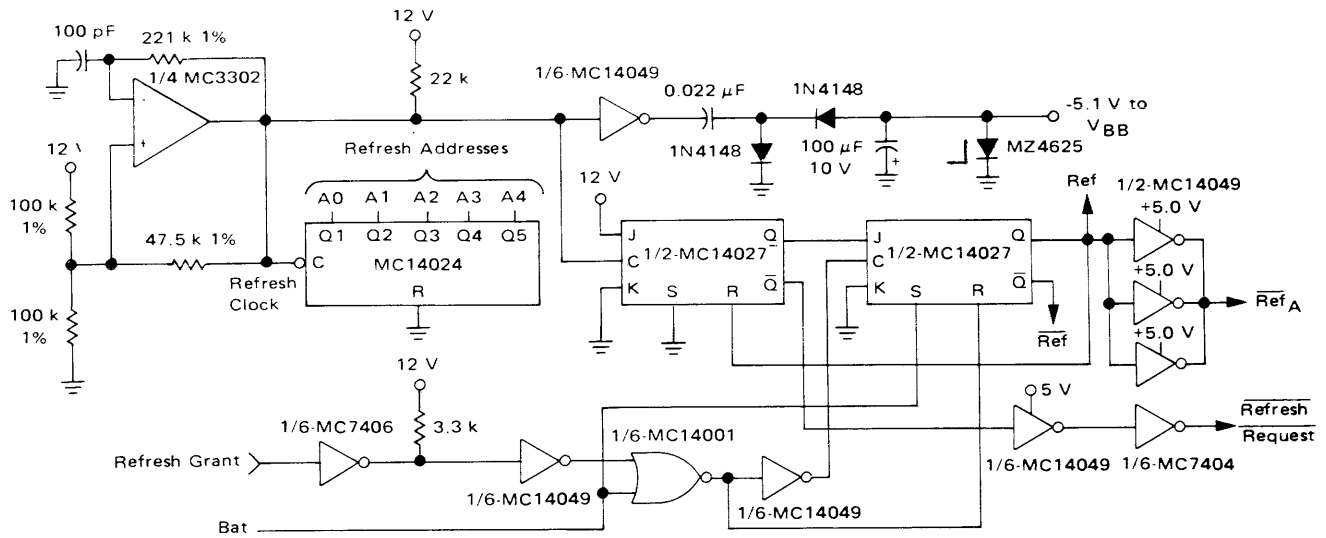 100 pF
221 k 1%
1/4 MC3302
-
+
12 V
100 k
1%
100 k
1%
47.5 k 1%
Refresh
Clock
12 V
22 k
Refresh Addresses
A0 A1 A2 A3 A4
Q1 Q2 Q3 Q4 Q5
C
MC14024
R
1/6-MC14049
0.022 μF
1N4148
1N4148
100 μF
10 V
+
-5.1 V to
VBB
MZ4625
12 V
J
C
K
1/2-MC14027
S
R
Q
Q̅
J
C
K
1/2-MC14027
S
R
Q
Q̅
Ref
R̅e̅f̅
1/2-MC14049
+5.0 V
+5.0 V
+5.0 V
R̅e̅f̅A
12 V
3.3 k
1/6-MC7406
Refresh Grant
1/6-MC14049
1/6-MC14001
1/6-MC14049
Bat
5 V
1/6-MC14049
1/6-MC7404
R̅e̅f̅r̅e̅s̅h̅
R̅e̅q̅u̅e̅s̅t̅